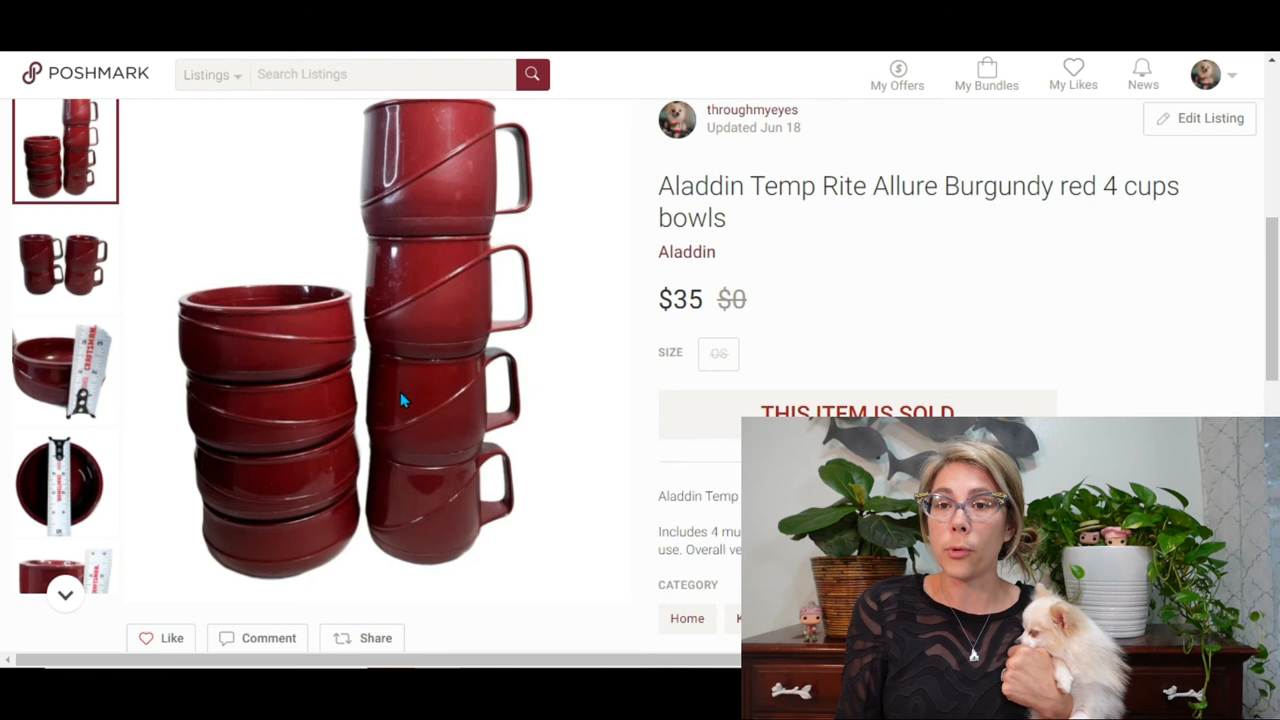 POSHMARK
Listings
Search Listings
My Offers
My Bundles
My Likes
News
throughmyeyes
Updated Jun 18
Edit Listing
Aladdin Temp Rite Allure Burgundy red 4 cups
bowls
Aladdin
$35 $0
SIZE
OS
THIS ITEM IS SOLD
Aladdin Temp
Includes 4 mu
use. Overall ve
CATEGORY
Home
K
CRAFTSMAN
Like
Comment
Share